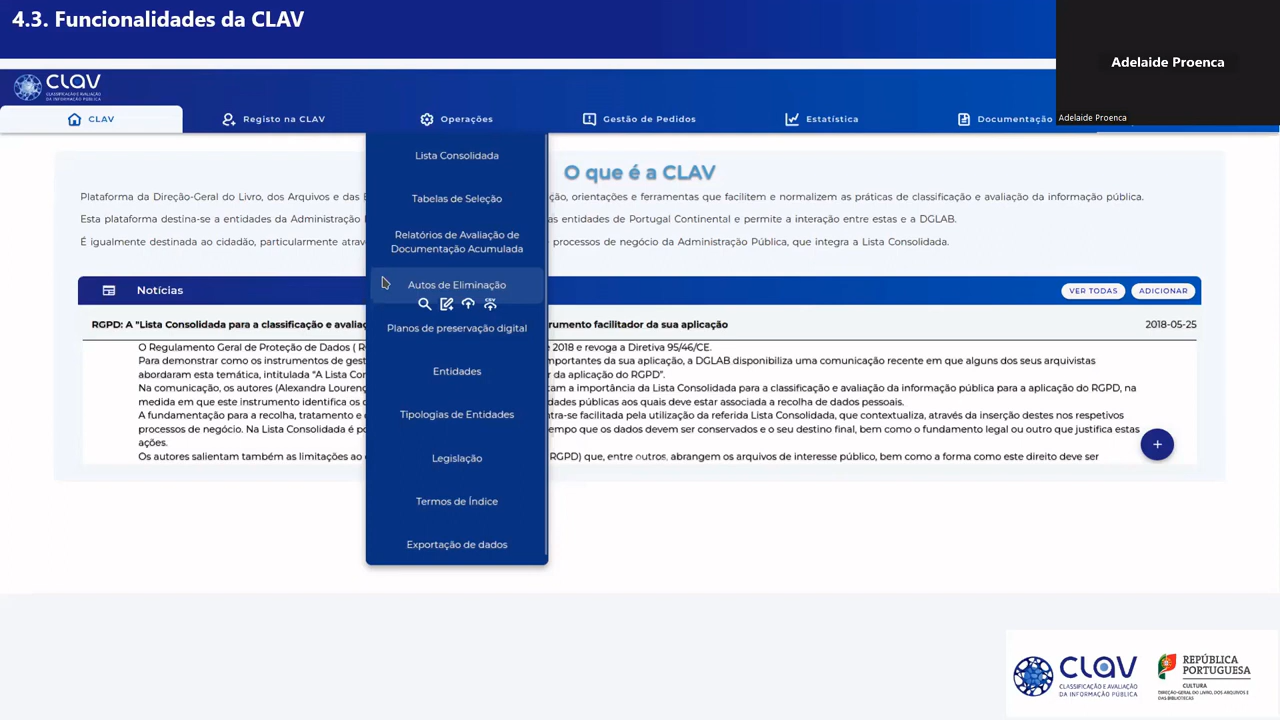 4.3. Funcionalidades da CLAV
Adelaide Proenca
Adelaide Proenca
CLAV
CLASSIFICAÇÃO E AVALIAÇÃO
DA INFORMAÇÃO PÚBLICA
CLAV
Registo na CLAV
Operações
Gestão de Pedidos
Estatística
Documentação
Lista Consolidada
Tabelas de Seleção
Relatórios de Avaliação de
Documentação Acumulada
Autos de Eliminação
Planos de preservação digital
Entidades
Tipologias de Entidades
Legislação
Termos de Índice
Exportação de dados
O que é a CLAV
Plataforma da Direção-Geral do Livro, dos Arquivos e das orientações e ferramentas que facilitem e normalizem as práticas de classificação e avaliação da informação pública.
Esta plataforma destina-se a entidades da Administração as entidades de Portugal Continental e permite a interação entre estas e a DGLAB.
É igualmente destinada ao cidadão, particularmente processos de negócio da Administração Pública, que integra a Lista Consolidada.
Notícias
VER TODAS
ADICIONAR
RGPD: A "Lista Consolidada para a classificação e facilitador da sua aplicação
2018-05-25
O Regulamento Geral de Proteção de Dados ( 2018 e revoga a Diretiva 95/46/CE.
Para demonstrar como os instrumentos de da sua aplicação, a DGLAB disponibiliza uma comunicação recente em que alguns dos seus arquivistas
abordaram esta temática, intitulada "A Lista da aplicação do RGPD".
Na comunicação, os autores (Alexandra a importância da Lista Consolidada para a classificação e avaliação da informação pública para a aplicação do RGPD, na
medida em que este instrumento identifica os públicas aos quais deve estar associada a recolha de dados pessoais.
A fundamentação para a recolha, tratamento e facilitada pela utilização da referida Lista Consolidada, que contextualiza, através da inserção destes nos respetivos
processos de negócio. Na Lista Consolidada é que os dados devem ser conservados e o seu destino final, bem como o fundamento legal ou outro que justifica estas
ações.
Os autores salientam também as limitações ao RGPD) que, entre outros, abrangem os arquivos de interesse público, bem como a forma como este direito deve ser
CLAV
CLASSIFICAÇÃO E AVALIAÇÃO
DA INFORMAÇÃO PÚBLICA
REPÚBLICA
PORTUGUESA
CULTURA
DIREÇÃO-GERAL DO LIVRO, DOS ARQUIVOS E
DAS BIBLIOTECAS